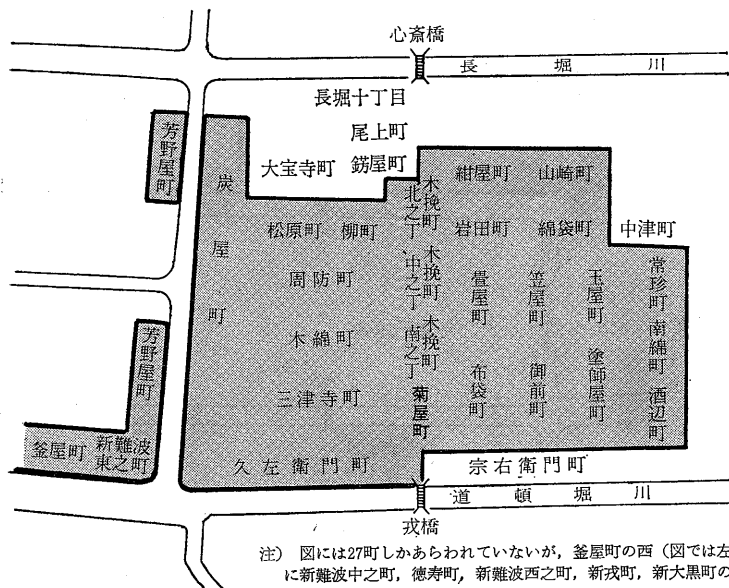 心斎橋
長堀川
長堀十丁目
尾上町
大宝寺町
錺屋町
芳野屋町
炭屋町
木挽町北之丁
紺屋町
山崎町
松原町
柳町
岩田町
綿袋町
中津町
周防町
木挽町中之丁
畳屋町
笠屋町
玉屋町
常珍町
木綿町
木挽町南之丁
南綿町
芳野屋町
三津寺町
菊屋町
布袋町
御前町
塗師屋町
酒辺町
釜屋町
新難波東之町
久左衛門町
宗右衛門町
道頓堀川
戎橋
注) 図には27町しかあらわれていないが，釜屋町の西（図では左
に新難波中之町，徳寿町，新難波西之町，新戎町，新大黒町の